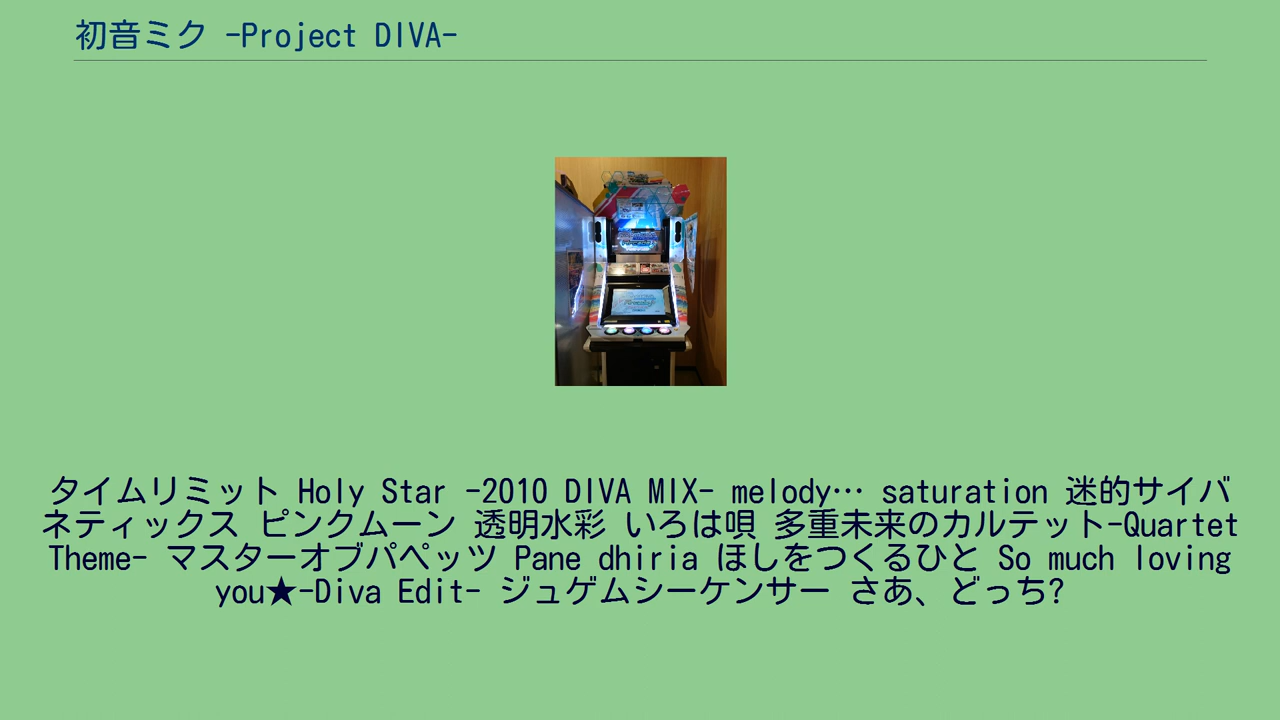 初音ミク -Project DIVA-
タイムリミット Holy Star -2010 DIVA MIX- melody… saturation 迷的サイバ
ネティックス ピンクムーン 透明水彩 いろは唄 多重未来のカルテット-Quartet
Theme- マスターオブパペッツ Pane dhiria ほしをつくるひと So much loving
you★-Diva Edit- ジュゲムシーケンサー さあ、どっち?